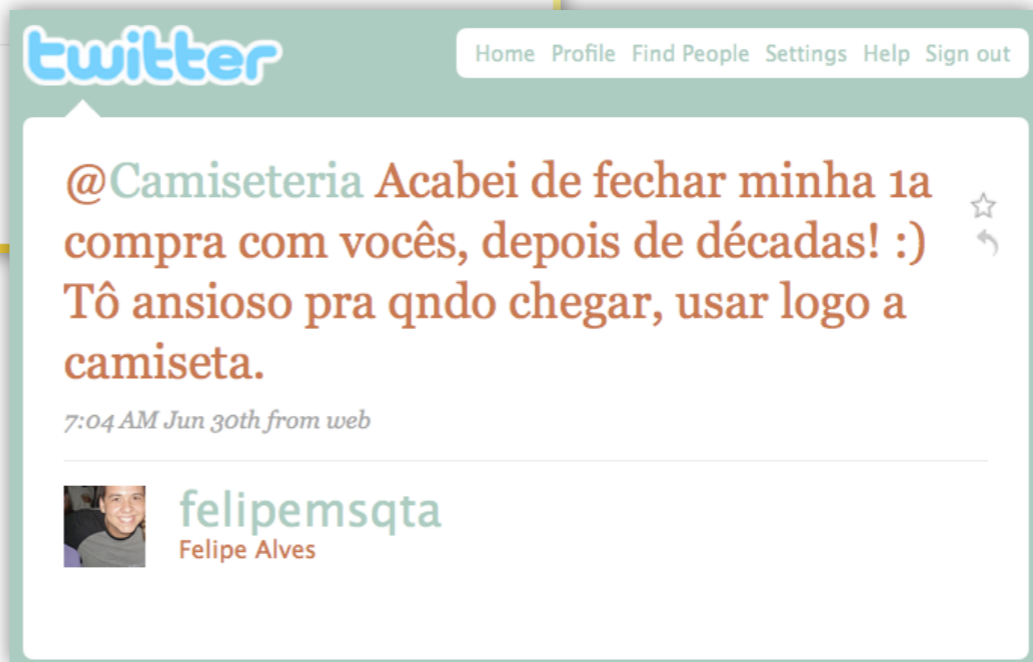 twitter
Home Profile Find People Settings Help Sign out
@Camiseteria Acabei de fechar minha 1a
compra com vocês, depois de décadas! :)
Tô ansioso pra qndo chegar, usar logo a
camiseta.
7:04 AM Jun 30th from web
felipemsqta
Felipe Alves